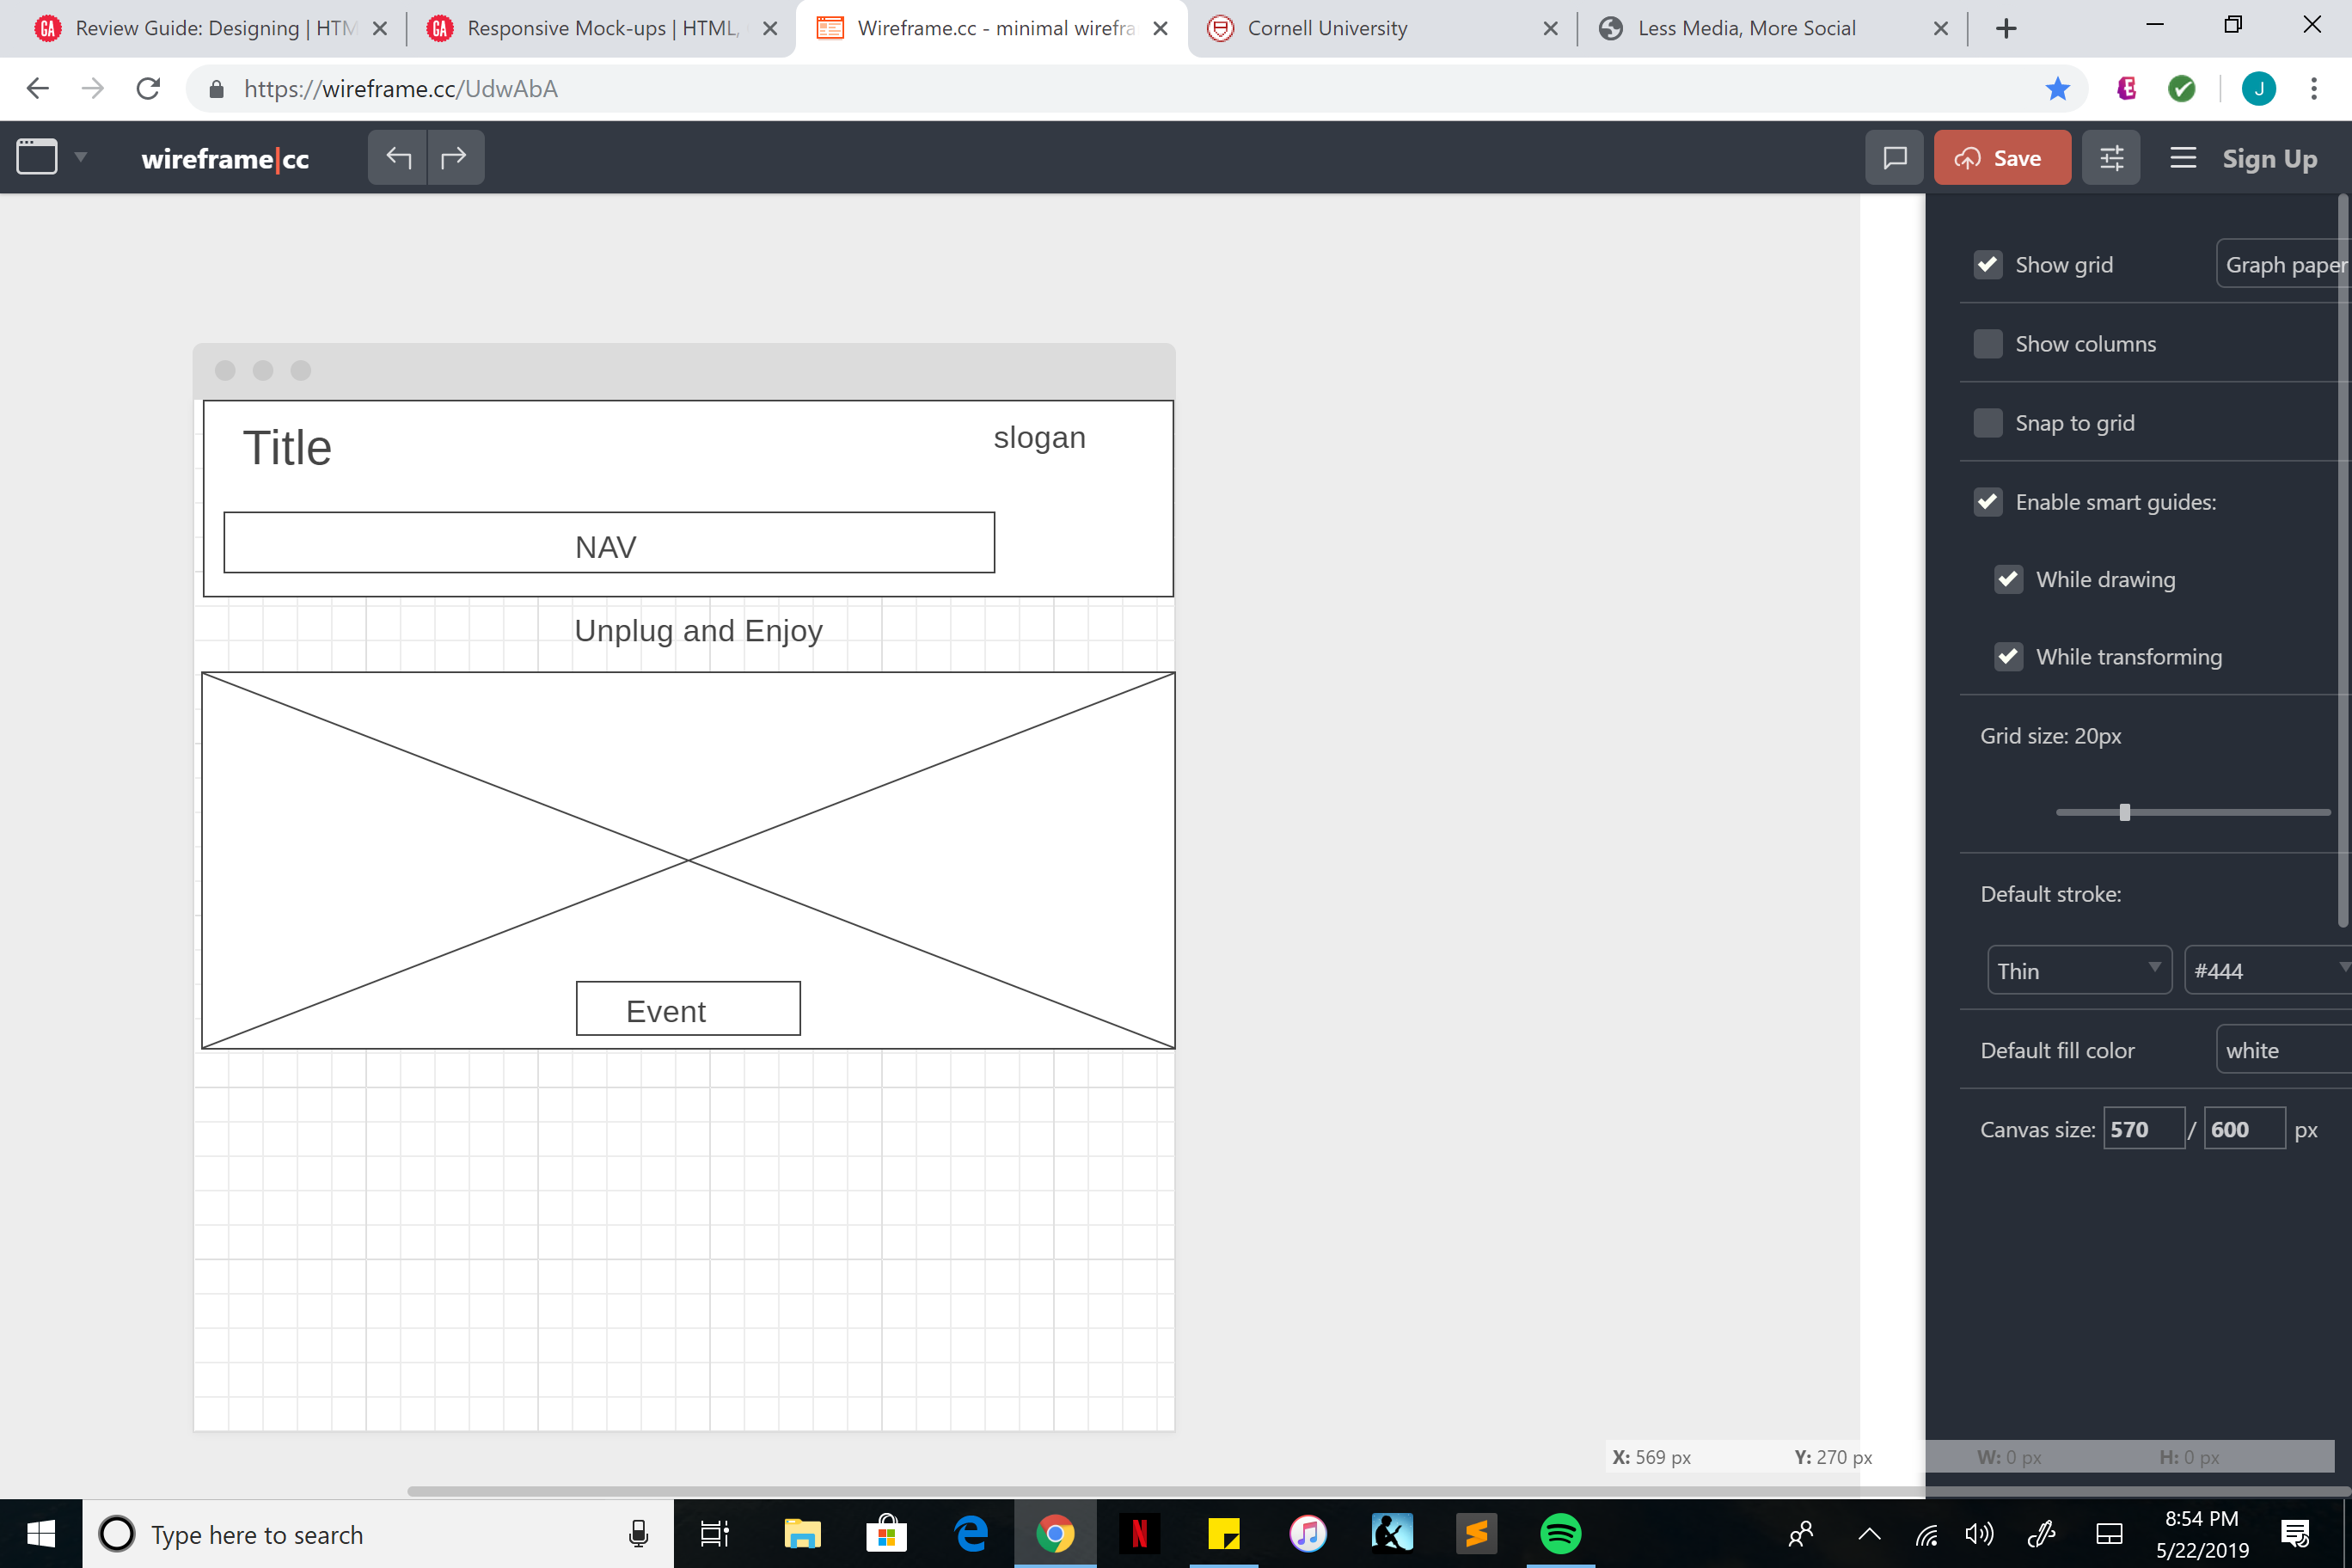 Review Guide: Designing | HTM
Responsive Mock-ups | HTML,
Wireframe.cc - minimal wirefra
Cornell University
Less Media, More Social
https://wireframe.cc/UdwAbA
E
J
wireframe|cc
Save
Sign Up
Show grid
Graph paper
Show columns
Snap to grid
Enable smart guides:
While drawing
While transforming
Grid size: 20px
Default stroke:
Thin
#444
Default fill color
white
Canvas size: 570 / 600 px
Title
slogan
NAV
Unplug and Enjoy
Event
X: 569 px Y: 270 px W: 0 px H: 0 px
Type here to search
8:54 PM
5/22/2019